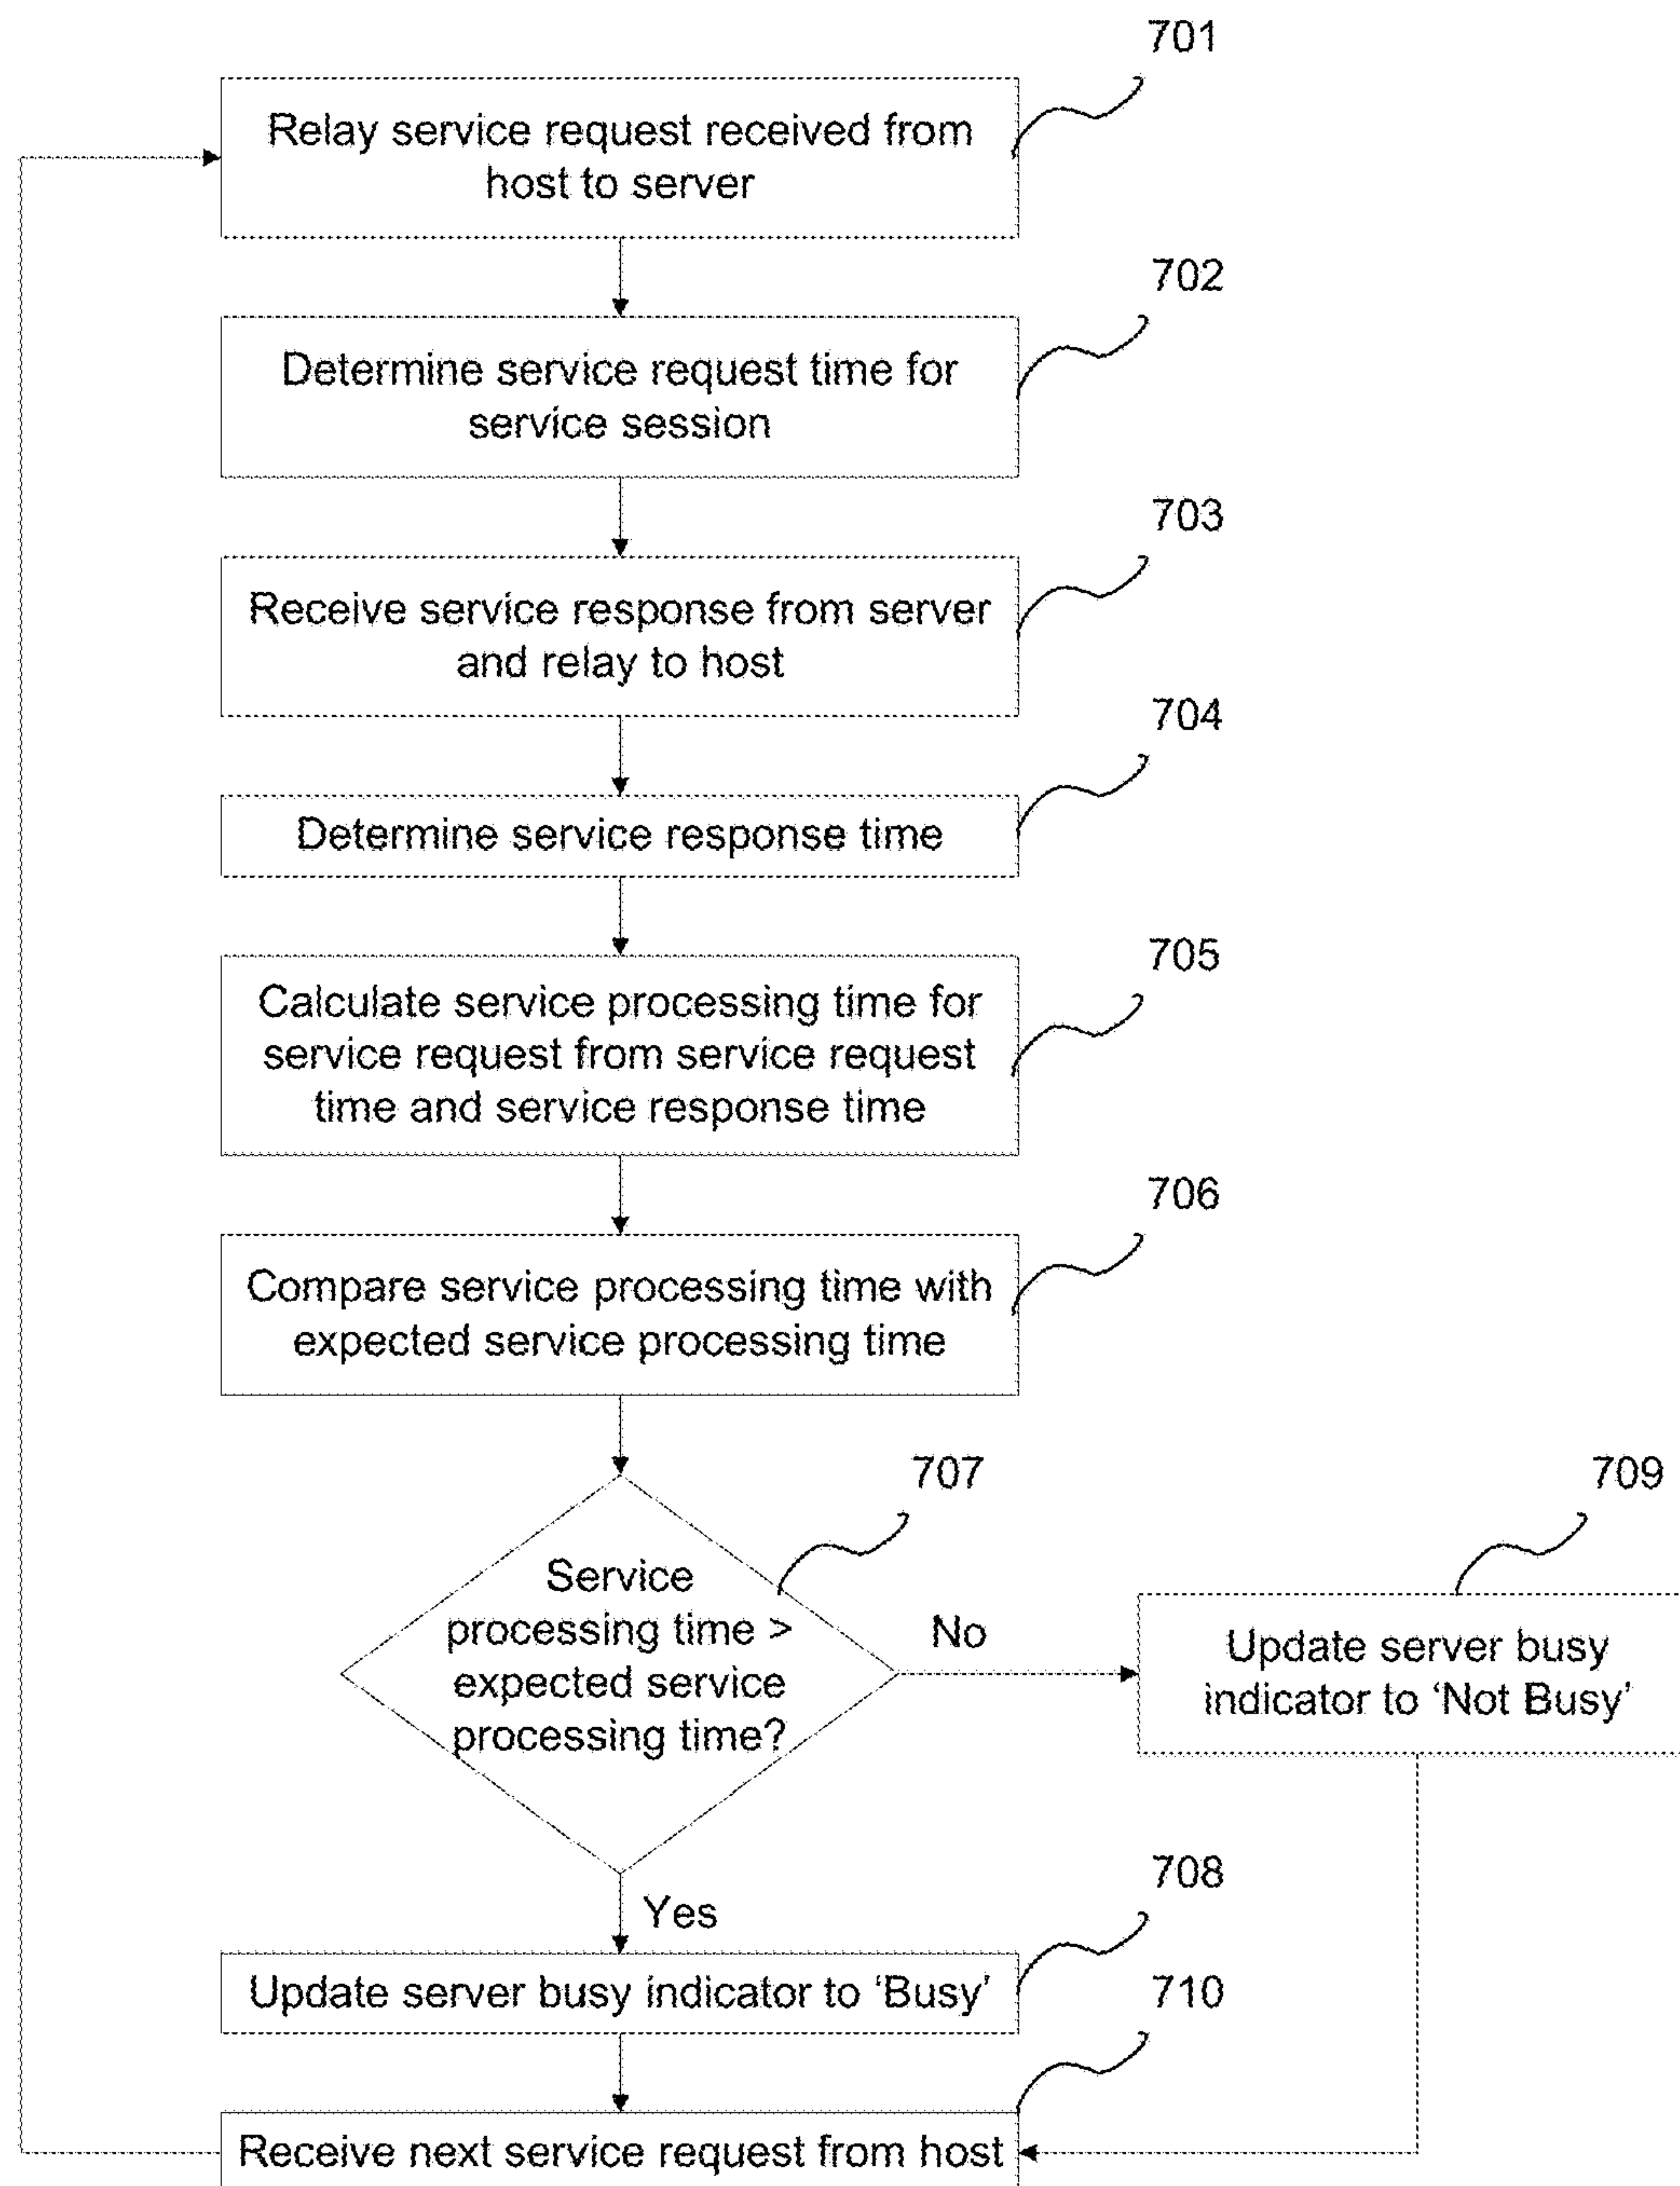 701
Relay service request received from
host to server
702
Determine service request time for
service session
703
Receive service response from server
and relay to host
704
Determine service response time
705
Calculate service processing time for
service request from service request
time and service response time
706
Compare service processing time with
expected service processing time
707
Service
processing time >
expected service
processing time?
No
709
Update server busy
indicator to ‘Not Busy’
Yes
708
Update server busy indicator to ‘Busy’
710
Receive next service request from host